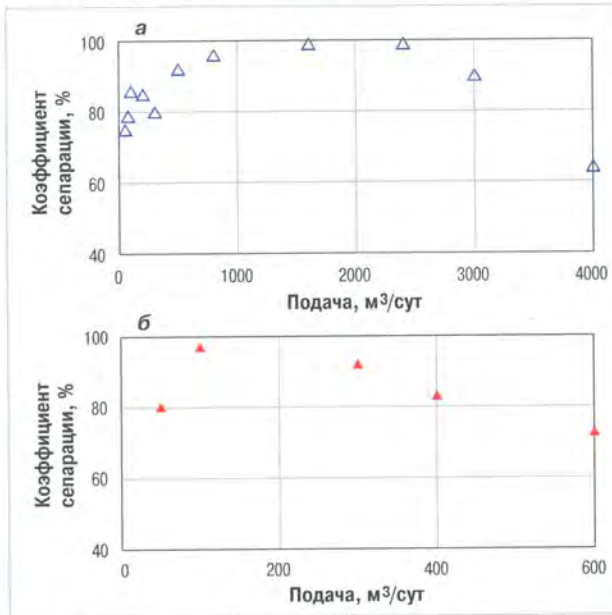 а
100
80
60
40
Коэффициент
сепарации, %
0 1000 2000 3000 4000
Подача, м³/сут
б
100
80
60
40
Коэффициент
сепарации, %
0 200 400 600
Подача, м³/сут